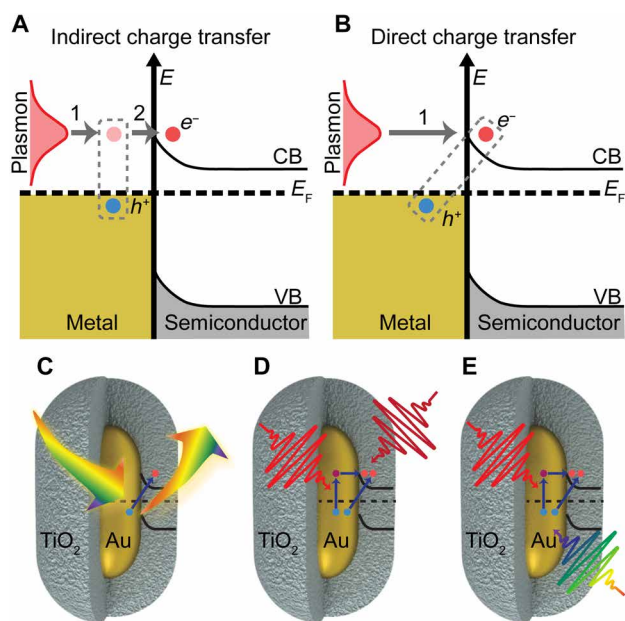 A
Indirect charge transfer
E
Plasmon
1
2
e⁻
CB
E_F
h⁺
VB
Metal
Semiconductor
B
Direct charge transfer
E
Plasmon
1
e⁻
CB
E_F
h⁺
VB
Metal
Semiconductor
C
TiO₂
Au
D
TiO₂
Au
E
TiO₂
Au